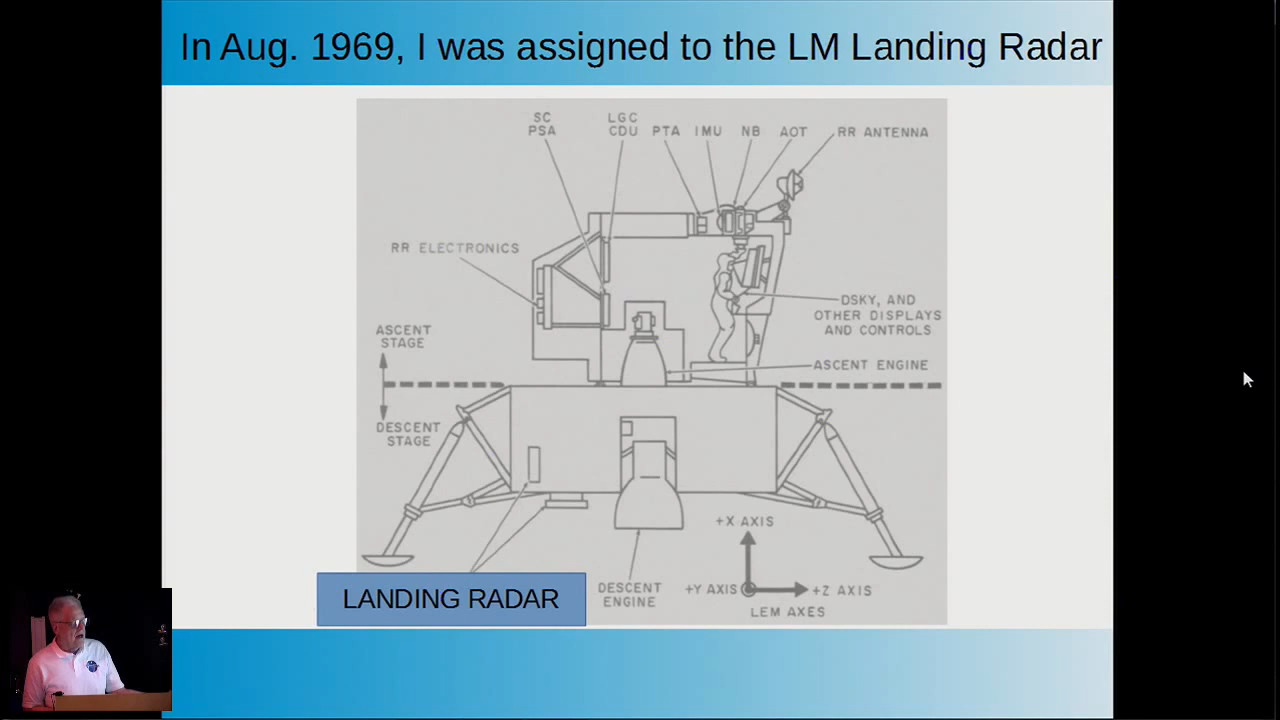 In Aug. 1969, I was assigned to the LM Landing Radar
SC
PSA
LGC
CDU
PTA
IMU
NB
AOT
RR ANTENNA
RR ELECTRONICS
DSKY, AND
OTHER DISPLAYS
AND CONTROLS
ASCENT
STAGE
ASCENT ENGINE
DESCENT
STAGE
+X AXIS
LANDING RADAR
DESCENT
ENGINE
+Y AXIS
+Z AXIS
LEM AXES